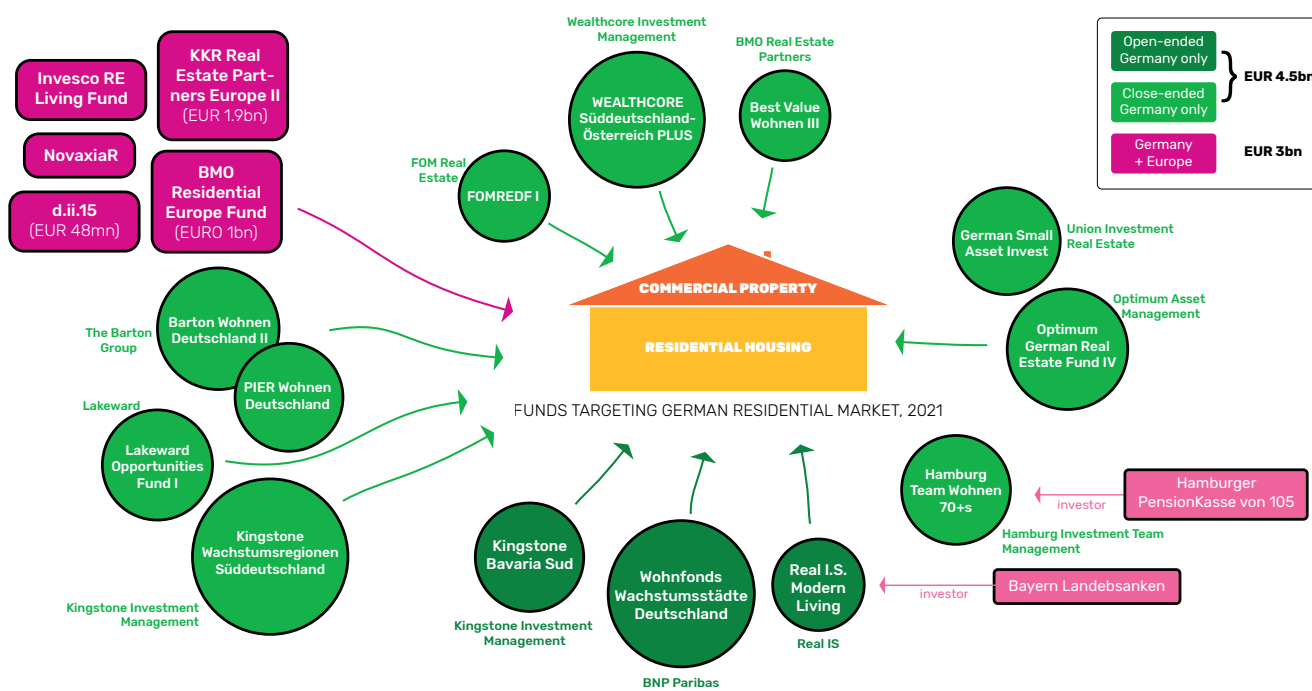 Invesco RE
Living Fund
KKR Real
Estate Part-
ners Europe II
(EUR 1.9bn)
NovaxiaR
BMO
Residential
Europe Fund
(EURO 1bn)
d.ii.15
(EUR 48mn)
Wealthcore Investment
Management
WEALTHCORE
Süddeutschland-
Österreich PLUS
BMO Real Estate
Partners
Best Value
Wohnen III
FOM Real
Estate
FOMREDF I
Open-ended
Germany only
Close-ended
Germany only
EUR 4.5bn
Germany
+ Europe
EUR 3bn
German Small
Asset Invest
Union Investment
Real Estate
Optimum Asset
Management
Optimum
German Real
Estate Fund IV
COMMERCIAL PROPERTY
RESIDENTIAL HOUSING
FUNDS TARGETING GERMAN RESIDENTIAL MARKET, 2021
The Barton
Group
Barton Wohnen
Deutschland II
PIER Wohnen
Deutschland
Lakeward
Lakeward
Opportunities
Fund I
Kingstone
Wachstumsregionen
Süddeutschland
Kingstone Investment
Management
Kingstone
Bavaria Sud
Kingstone Investment
Management
Wohnfonds
Wachstumsstädte
Deutschland
BNP Paribas
Real I.S.
Modern
Living
Real IS
investor
Bayern Landebsanken
Hamburg
Team Wohnen
70+s
Hamburg Investment Team
Management
investor
Hamburger
PensionKasse von 105